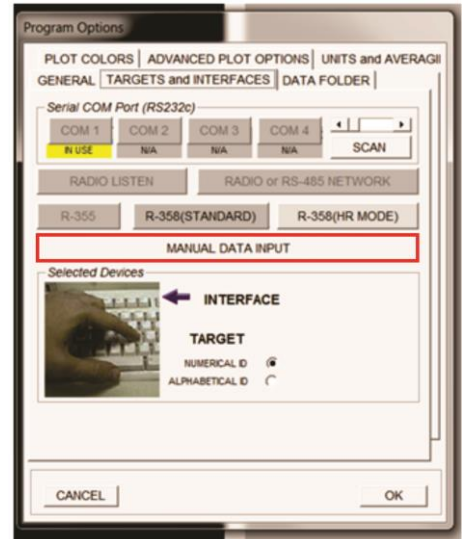 Program Options
PLOT COLORS ADVANCED PLOT OPTIONS UNITS and AVERAGII
GENERAL TARGETS and INTERFACES DATA FOLDER
Serial COM Port (RS232c)
COM 1 COM 2 COM 3 COM 4
IN USE N/A N/A N/A SCAN
RADIO LISTEN RADIO or RS-485 NETWORK
R-355 R-358(STANDARD) R-358(HR MODE)
MANUAL DATA INPUT
Selected Devices
INTERFACE
TARGET
NUMERICAL ID
ALPHABETICAL ID
CANCEL OK